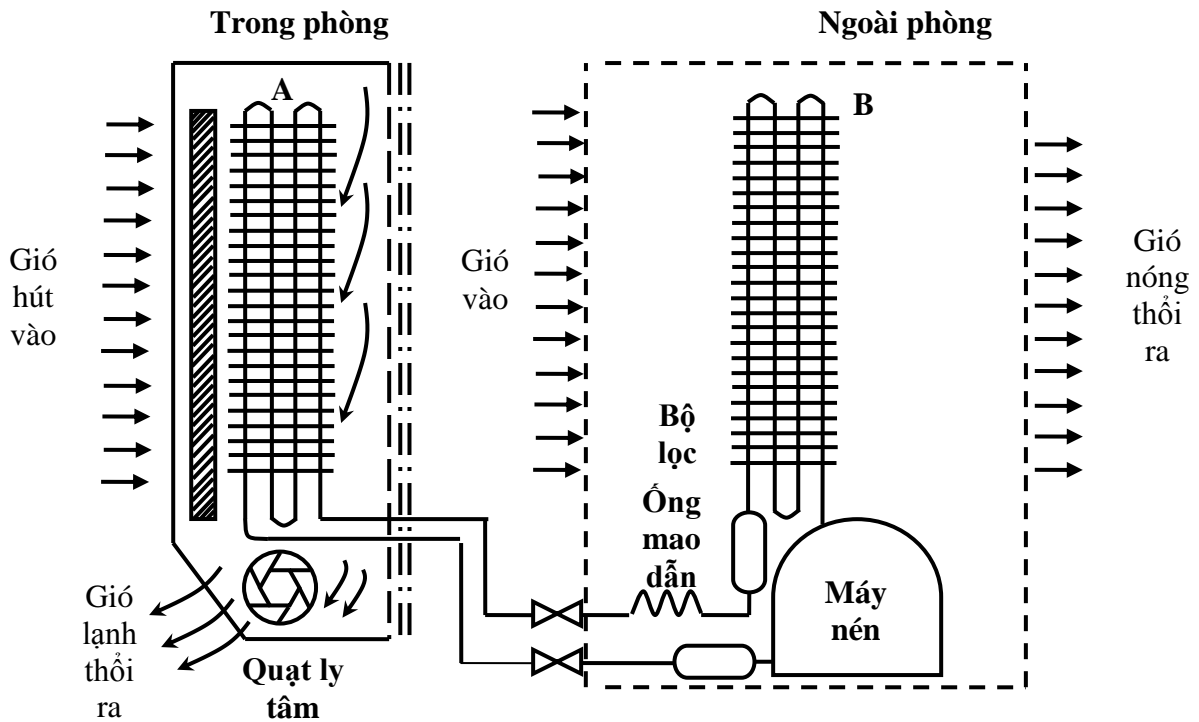 Trong phòng
Ngoài phòng
A
B
Gió
hút
vào
Gió
vào
Gió
nóng
thổi
ra
Bộ
lọc
Ống
mao
dẫn
Máy
nén
Gió
lạnh
thổi
ra
Quạt ly
tâm